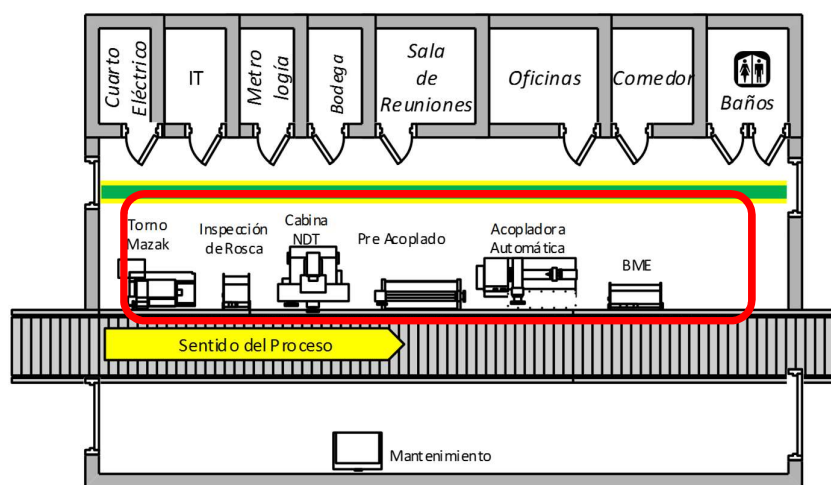 Cuarto
Eléctrico
IT
Metro
logía
Bodega
Sala
de
Reuniones
Oficinas
Comedor
Baños
Torno
Mazak
Inspección
de Rosca
Cabina
NDT
Pre Acoplado
Acopladora
Automática
BME
Sentido del Proceso
Mantenimiento